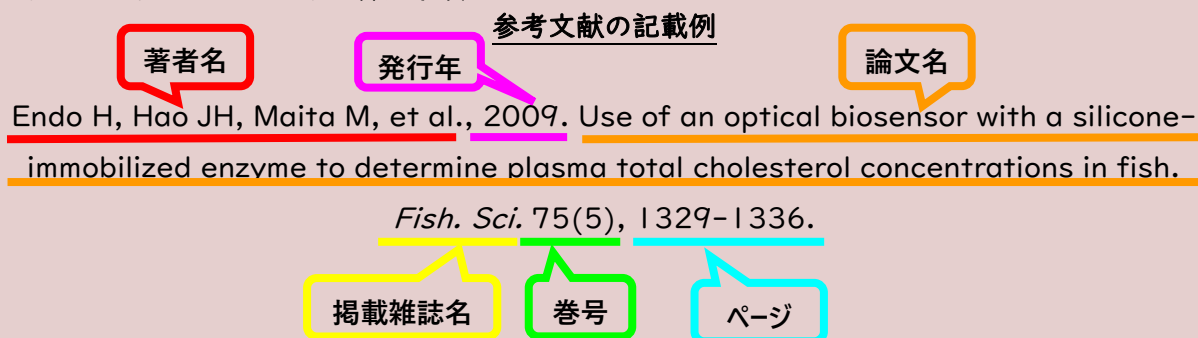 参考文献の記載例
著者名
発行年
論文名
Endo H, Hao JH, Maita M, et al., 2009. Use of an optical biosensor with a silicone-
immobilized enzyme to determine plasma total cholesterol concentrations in fish.
Fish. Sci. 75(5), 1329-1336.
掲載雑誌名
巻号
ページ